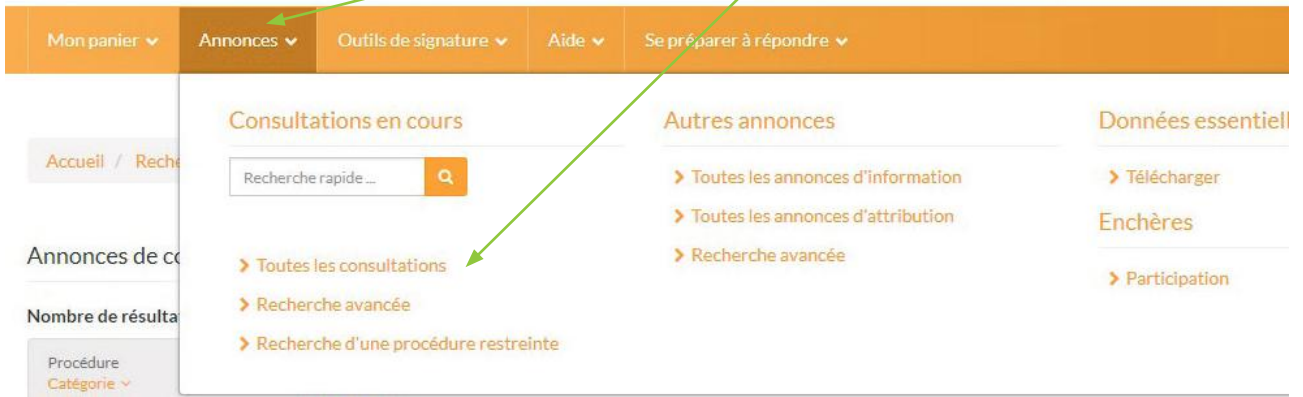 Mon panier Annonces Outils de signature Aide Se préparer à répondre
Consultations en cours
Recherche rapide ...
Toutes les consultations
Recherche avancée
Recherche d'une procédure restreinte
Autres annonces
Toutes les annonces d'information
Toutes les annonces d'attribution
Recherche avancée
Données essentiell
Télécharger
Enchères
Participation
Accueil / Reche
Annonces de co
Nombre de résulta
Procédure
Catégorie